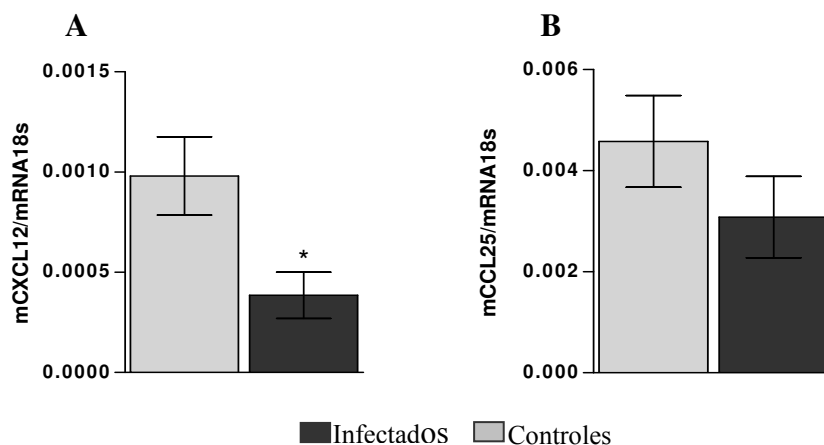 A
mCXCL12/mRNA18s
0.0015
0.0010
0.0005
0.0000
*
B
mCCL25/mRNA18s
0.006
0.004
0.002
0.000
Infectados Controles